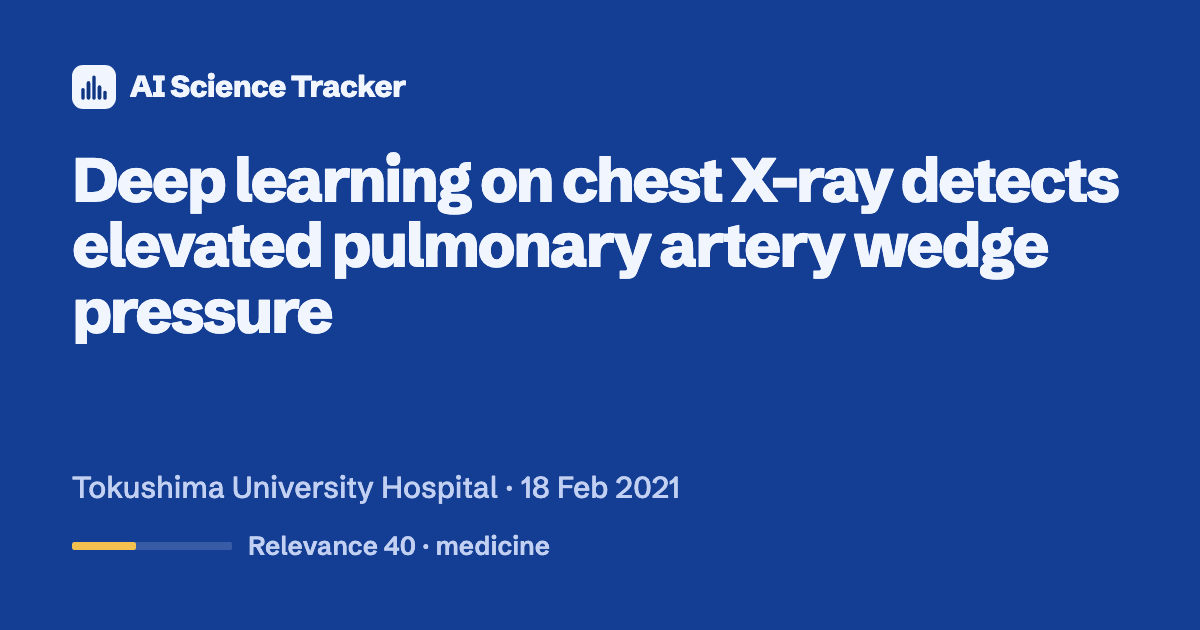 AI Science Tracker
Deep learning on chest X-ray detects
elevated pulmonary artery wedge
pressure
Tokushima University Hospital · 18 Feb 2021
Relevance 40 · medicine